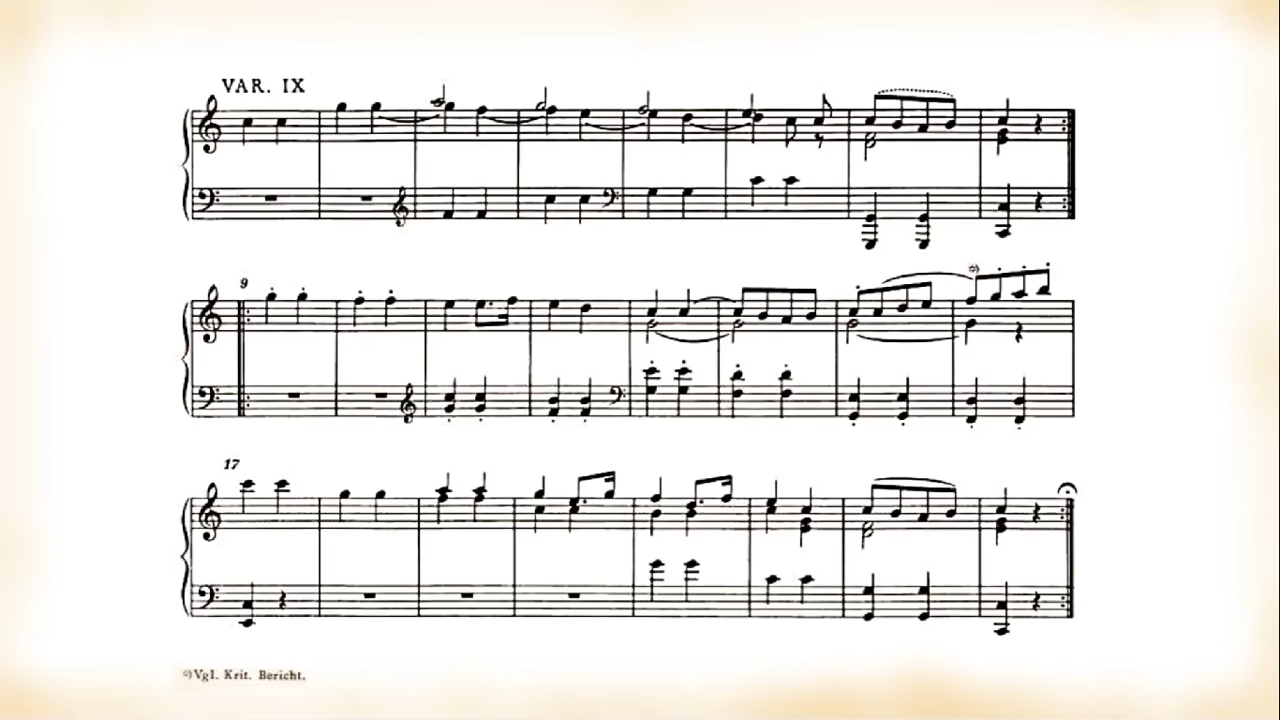 VAR. IX
9
*)
17
*) Vgl. Krit. Bericht.